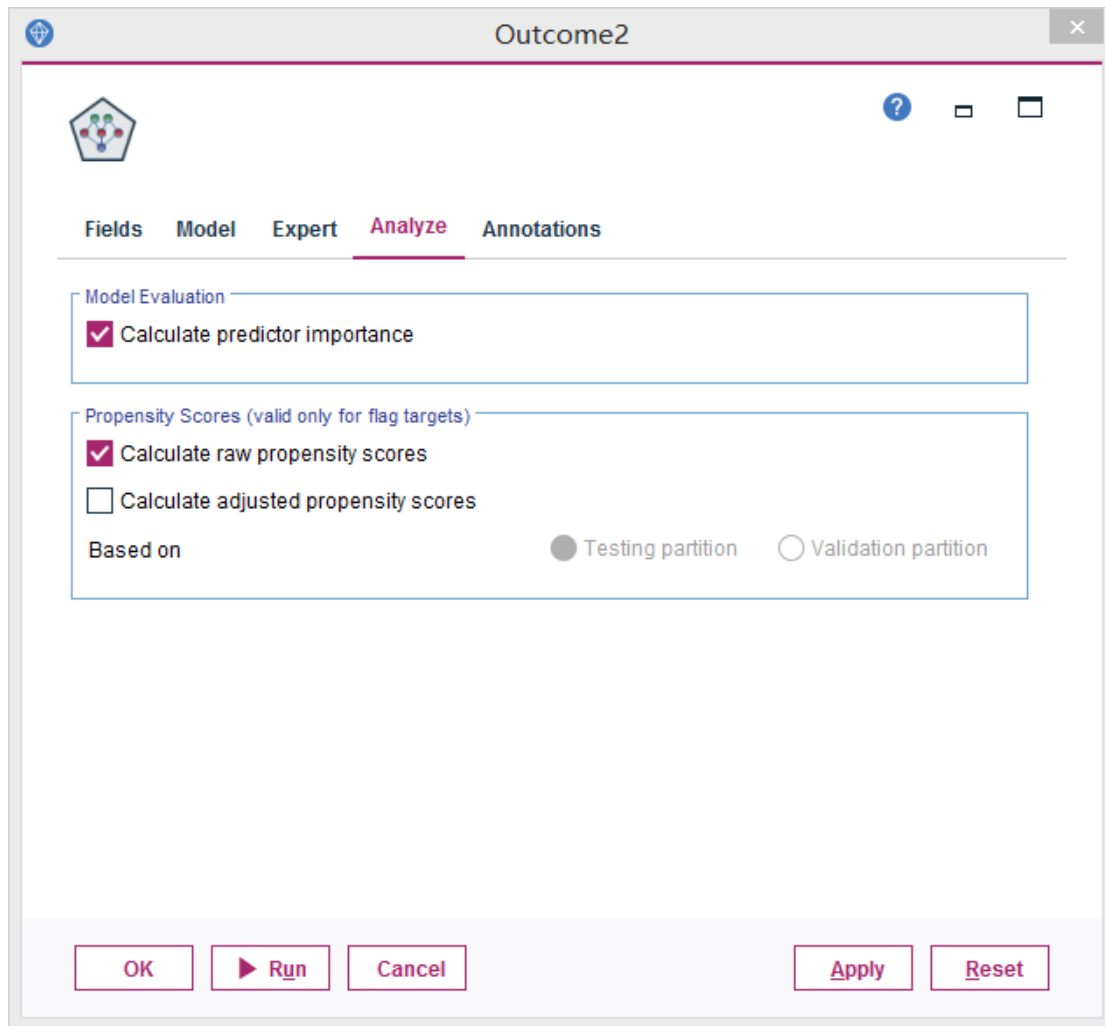 Outcome2
?
Fields Model Expert Analyze Annotations
Model Evaluation
Calculate predictor importance
Propensity Scores (valid only for flag targets)
Calculate raw propensity scores
Calculate adjusted propensity scores
Based on Testing partition Validation partition
OK Run Cancel Apply Reset